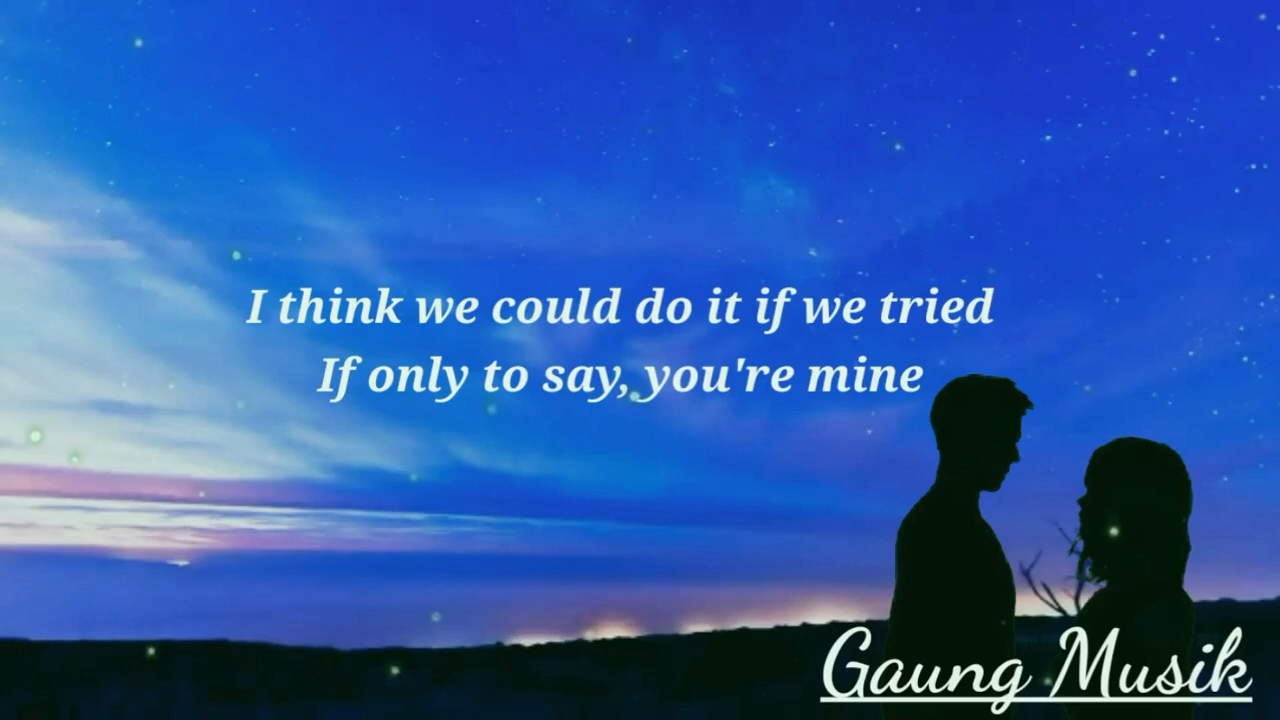 I think we could do it if we tried
If only to say, you're mine
Gaung Musik